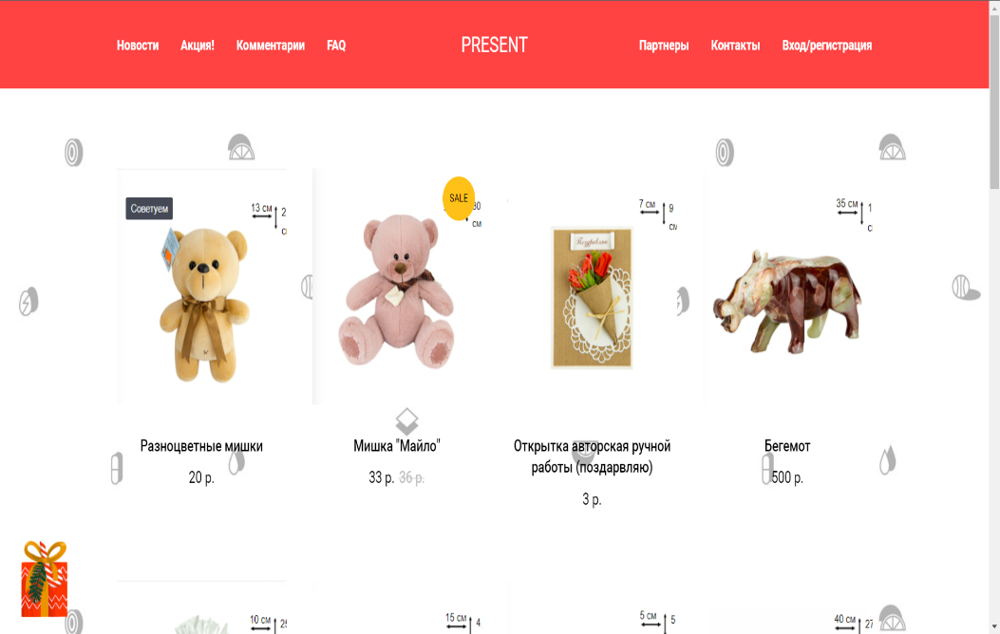 Новости Акция! Комментарии FAQ PRESENT Партнеры Контакты Вход/регистрация
Советуем
13 см
2
SALE
30
см
7 см
9
35 см
1
Поздравляю
Разноцветные мишки
20 р.
Мишка "Майло"
33 р. 36 р.
Открытка авторская ручной
работы (поздарвляю)
3 р.
Бегемот
500 р.
10 см
15 см
4
5 см
5
40 см
27